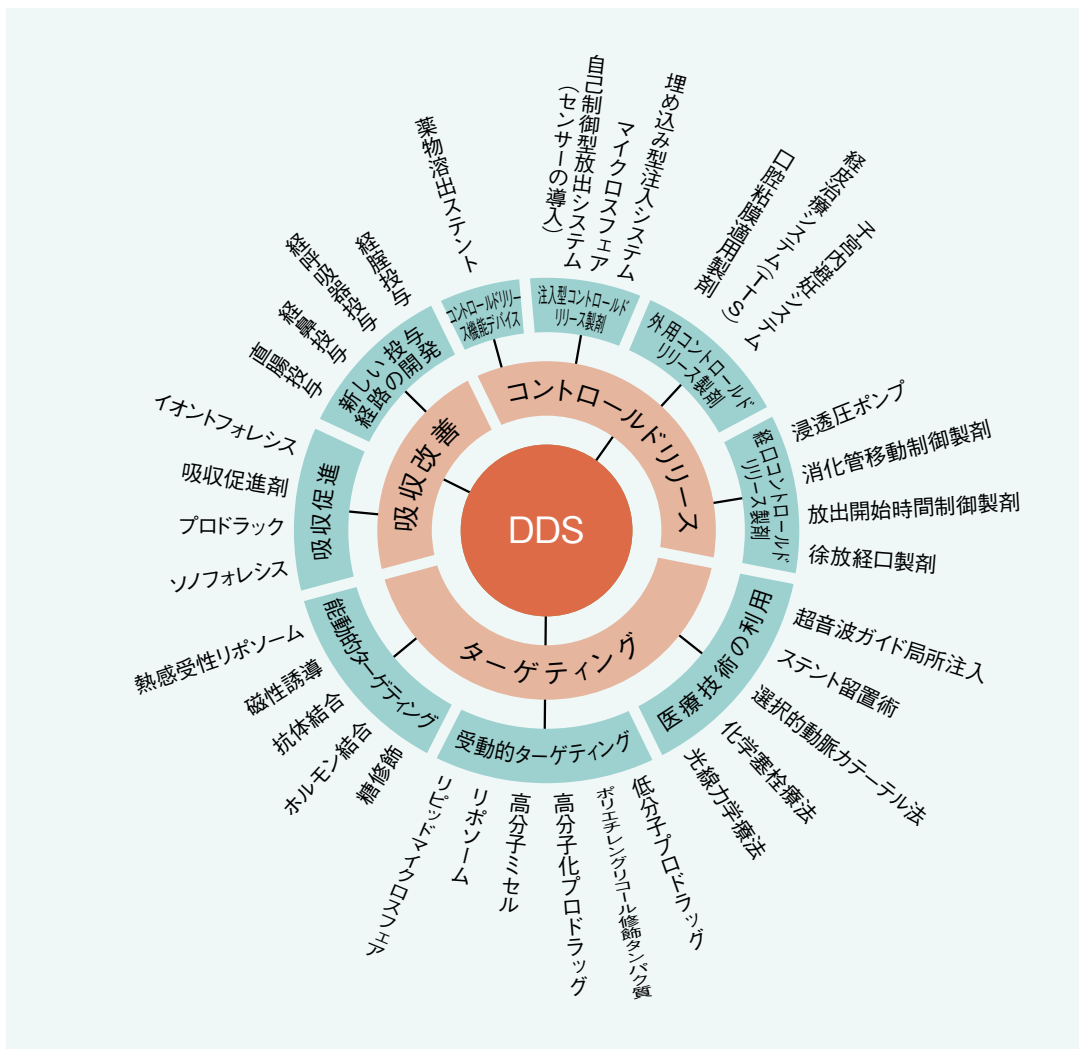 DDS
コントロールドリリース
ターゲティング
吸収改善
コントロールドリリー
ス機能デバイス
薬物溶出ステント
注入型コントロールド
リリース製剤
自己制御型放出システム
(センサーの導入)
マイクロスフェア
埋め込み型注入システム
外用コントロールド
リリース製剤
口腔粘膜適用製剤
経皮治療システム(TTS)
子宮内避妊システム
経口コントロールド
リリース製剤
浸透圧ポンプ
消化管移動制御製剤
放出開始時間制御製剤
徐放経口製剤
医療技術の利用
超音波ガイド局所注入
ステント留置術
選択的動脈カテーテル法
化学塞栓療法
光線力学療法
受動的ターゲティング
低分子プロドラッグ
ポリエチレングリコール修飾タンパク質
高分子化プロドラッグ
高分子ミセル
リポソーム
リピッドマイクロスフェア
能動的ターゲティング
糖修飾
ホルモン結合
抗体結合
磁性誘導
熱感受性リポソーム
吸収促進
ソノフォレシス
プロドラック
吸収促進剤
イオントフォレシス
新しい投与
経路の開発
直腸投与
経鼻投与
経呼吸器投与
経腟投与